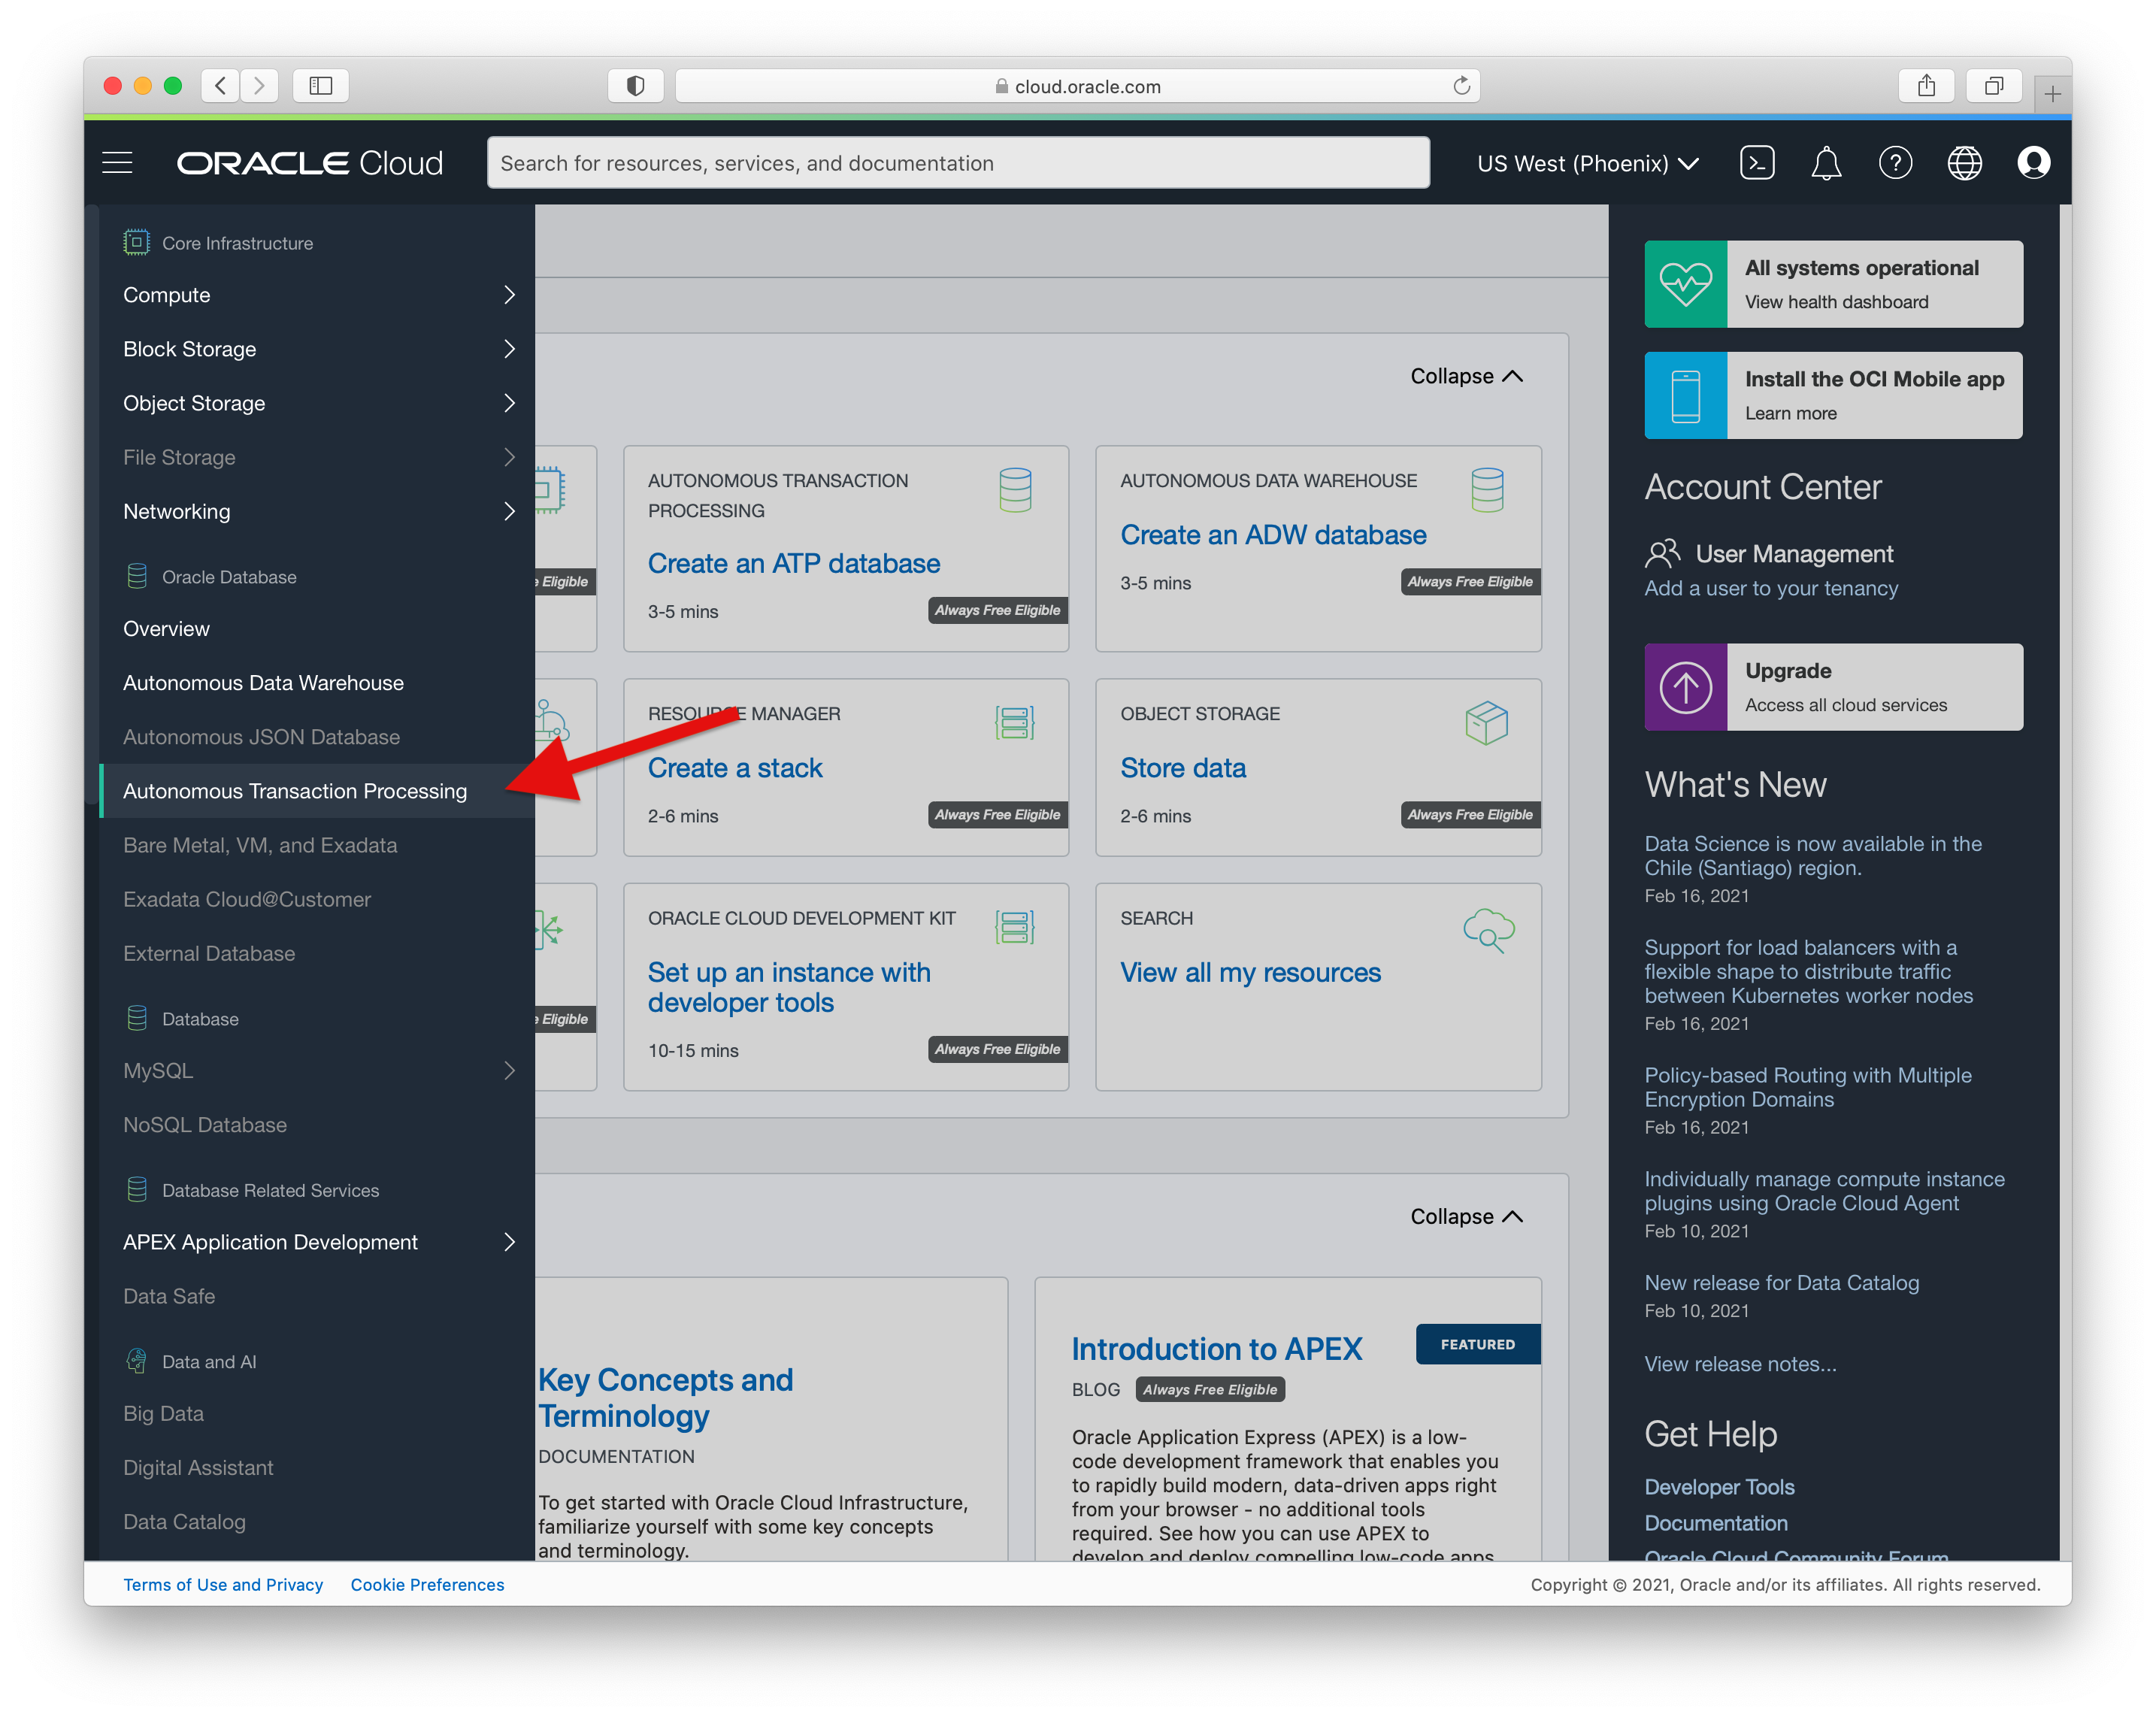 cloud.oracle.com
ORACLE Cloud
Search for resources, services, and documentation
US West (Phoenix)
Core Infrastructure
Compute
Block Storage
Object Storage
File Storage
Networking
Oracle Database
Overview
Autonomous Data Warehouse
Autonomous JSON Database
Autonomous Transaction Processing
Bare Metal, VM, and Exadata
Exadata Cloud@Customer
External Database
Database
MySQL
NoSQL Database
Database Related Services
APEX Application Development
Data Safe
Data and AI
Big Data
Digital Assistant
Data Catalog
Collapse
Eligible
AUTONOMOUS TRANSACTION
PROCESSING
Create an ATP database
3-5 mins
Always Free Eligible
AUTONOMOUS DATA WAREHOUSE
Create an ADW database
3-5 mins
Always Free Eligible
RESOURCE MANAGER
Create a stack
2-6 mins
Always Free Eligible
OBJECT STORAGE
Store data
2-6 mins
Always Free Eligible
Eligible
ORACLE CLOUD DEVELOPMENT KIT
Set up an instance with
developer tools
10-15 mins
Always Free Eligible
SEARCH
View all my resources
Collapse
Key Concepts and
Terminology
DOCUMENTATION
To get started with Oracle Cloud Infrastructure,
familiarize yourself with some key concepts
and terminology.
Introduction to APEX
FEATURED
BLOG
Always Free Eligible
Oracle Application Express (APEX) is a low-
code development framework that enables you
to rapidly build modern, data-driven apps right
from your browser - no additional tools
required. See how you can use APEX to
develop and deploy compelling low-code apps
All systems operational
View health dashboard
Install the OCI Mobile app
Learn more
Account Center
User Management
Add a user to your tenancy
Upgrade
Access all cloud services
What's New
Data Science is now available in the
Chile (Santiago) region.
Feb 16, 2021
Support for load balancers with a
flexible shape to distribute traffic
between Kubernetes worker nodes
Feb 16, 2021
Policy-based Routing with Multiple
Encryption Domains
Feb 16, 2021
Individually manage compute instance
plugins using Oracle Cloud Agent
Feb 10, 2021
New release for Data Catalog
Feb 10, 2021
View release notes...
Get Help
Developer Tools
Documentation
Oracle Cloud Community Forum
Terms of Use and Privacy
Cookie Preferences
Copyright © 2021, Oracle and/or its affiliates. All rights reserved.